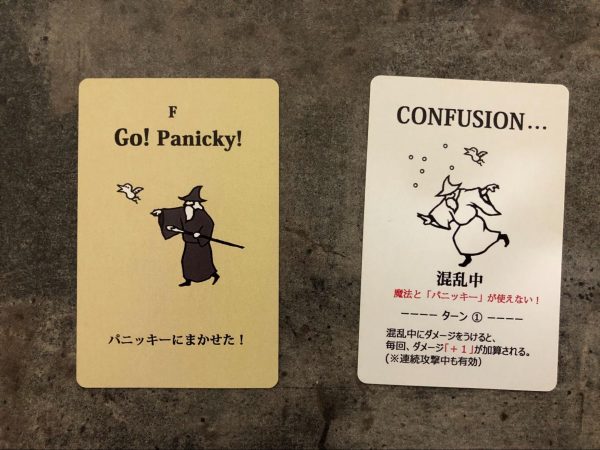 F
Go! Panicky!
パニッキーにまかせた！
CONFUSION...
混乱中
魔法と「パニッキー」が使えない！
ーーーー ターン ① ーーーー
混乱中にダメージをうけると、
毎回、ダメージ「＋１」が加算される。
(※連続攻撃中も有効)